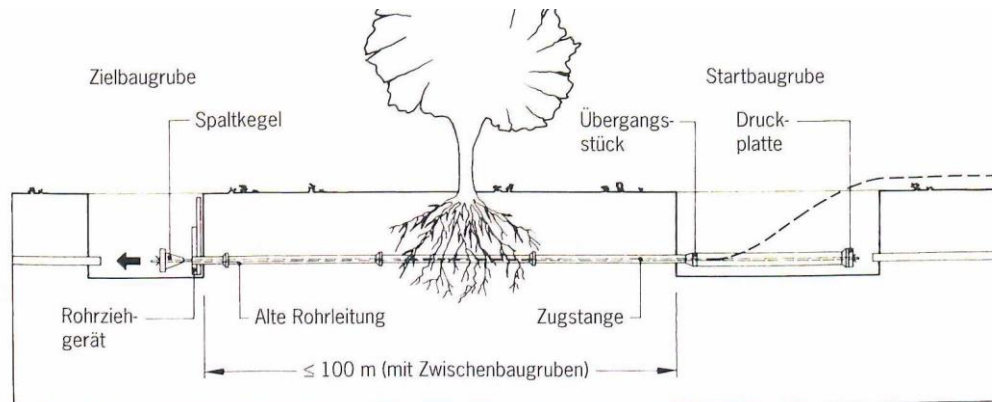 Zielbaugrube
Startbaugrube
Spaltkegel
Übergangs-
stück
Druck-
platte
Rohrzieh-
gerät
Alte Rohrleitung
Zugstange
≤ 100 m (mit Zwischenbaugruben)